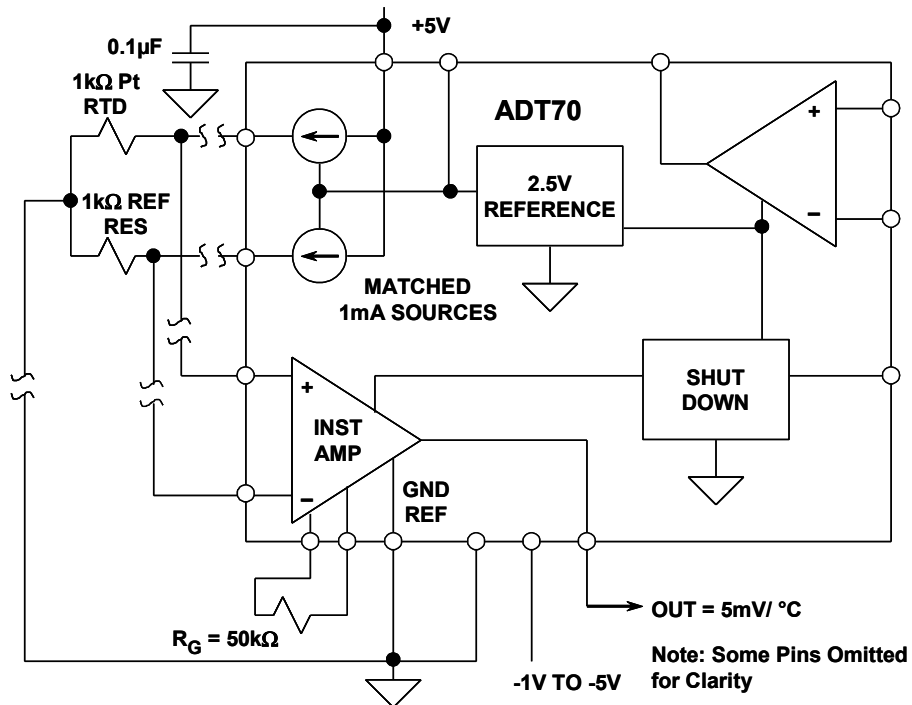 +5V
0.1µF
1kΩ Pt
RTD
ADT70
+
−
2.5V
REFERENCE
1kΩ REF
RES
MATCHED
1mA SOURCES
SHUT
DOWN
+
INST
AMP
−
GND
REF
RG = 50kΩ
OUT = 5mV/ °C
-1V TO -5V
Note: Some Pins Omitted
for Clarity